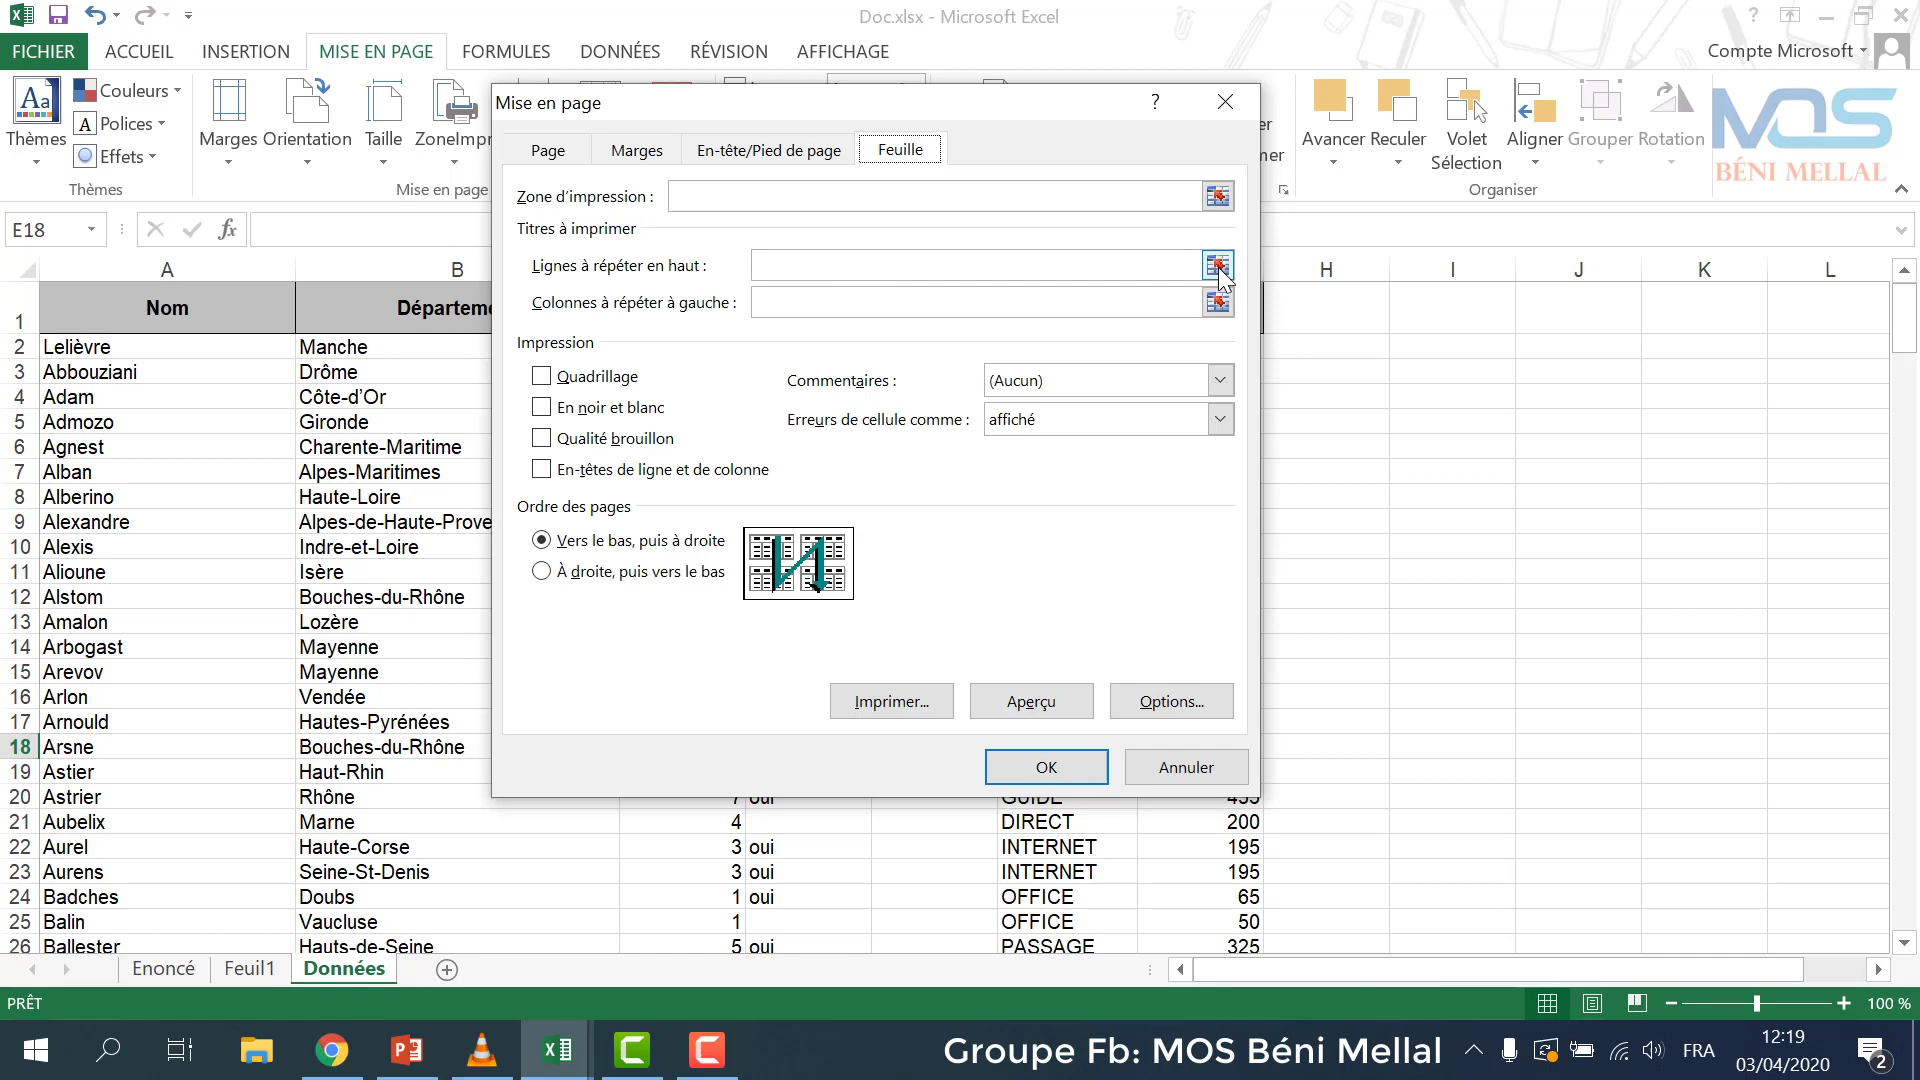 Doc.xlsx - Microsoft Excel
FICHIER ACCUEIL INSERTION MISE EN PAGE FORMULES DONNÉES RÉVISION AFFICHAGE Compte Microsoft
Aa Thèmes
Couleurs
A Polices
Effets
Marges Orientation Taille ZoneImpr
Avancer Reculer Volet Sélection Aligner Grouper Rotation
MOS
BÉNI MELLAL
Thèmes Mise en page Organiser
E18 fx
Mise en page ?
Page Marges En-tête/Pied de page Feuille
Zone d'impression :
Titres à imprimer
Lignes à répéter en haut :
Colonnes à répéter à gauche :
Impression
Quadrillage
En noir et blanc
Qualité brouillon
En-têtes de ligne et de colonne
Commentaires : (Aucun)
Erreurs de cellule comme : affiché
Ordre des pages
Vers le bas, puis à droite
À droite, puis vers le bas
Imprimer... Aperçu Options...
OK Annuler
A B H I J K L
1 Nom Départeme
2 Lelièvre Manche
3 Abbouziani Drôme
4 Adam Côte-d'Or
5 Admozo Gironde
6 Agnest Charente-Maritime
7 Alban Alpes-Maritimes
8 Alberino Haute-Loire
9 Alexandre Alpes-de-Haute-Prove
10 Alexis Indre-et-Loire
11 Alioune Isère
12 Alstom Bouches-du-Rhône
13 Amalon Lozère
14 Arbogast Mayenne
15 Arevov Mayenne
16 Arlon Vendée
17 Arnould Hautes-Pyrénées
18 Arsne Bouches-du-Rhône
19 Astier Haut-Rhin
20 Astrier Rhône 7 oui GUIDE 455
21 Aubelix Marne 4 DIRECT 200
22 Aurel Haute-Corse 3 oui INTERNET 195
23 Aurens Seine-St-Denis 3 oui INTERNET 195
24 Badches Doubs 1 oui OFFICE 65
25 Balin Vaucluse 1 OFFICE 50
26 Ballester Hauts-de-Seine 5 oui PASSAGE 325
Enoncé Feuil1 Données
PRÊT 100 %
Groupe Fb: MOS Béni Mellal FRA
12:19
03/04/2020
2